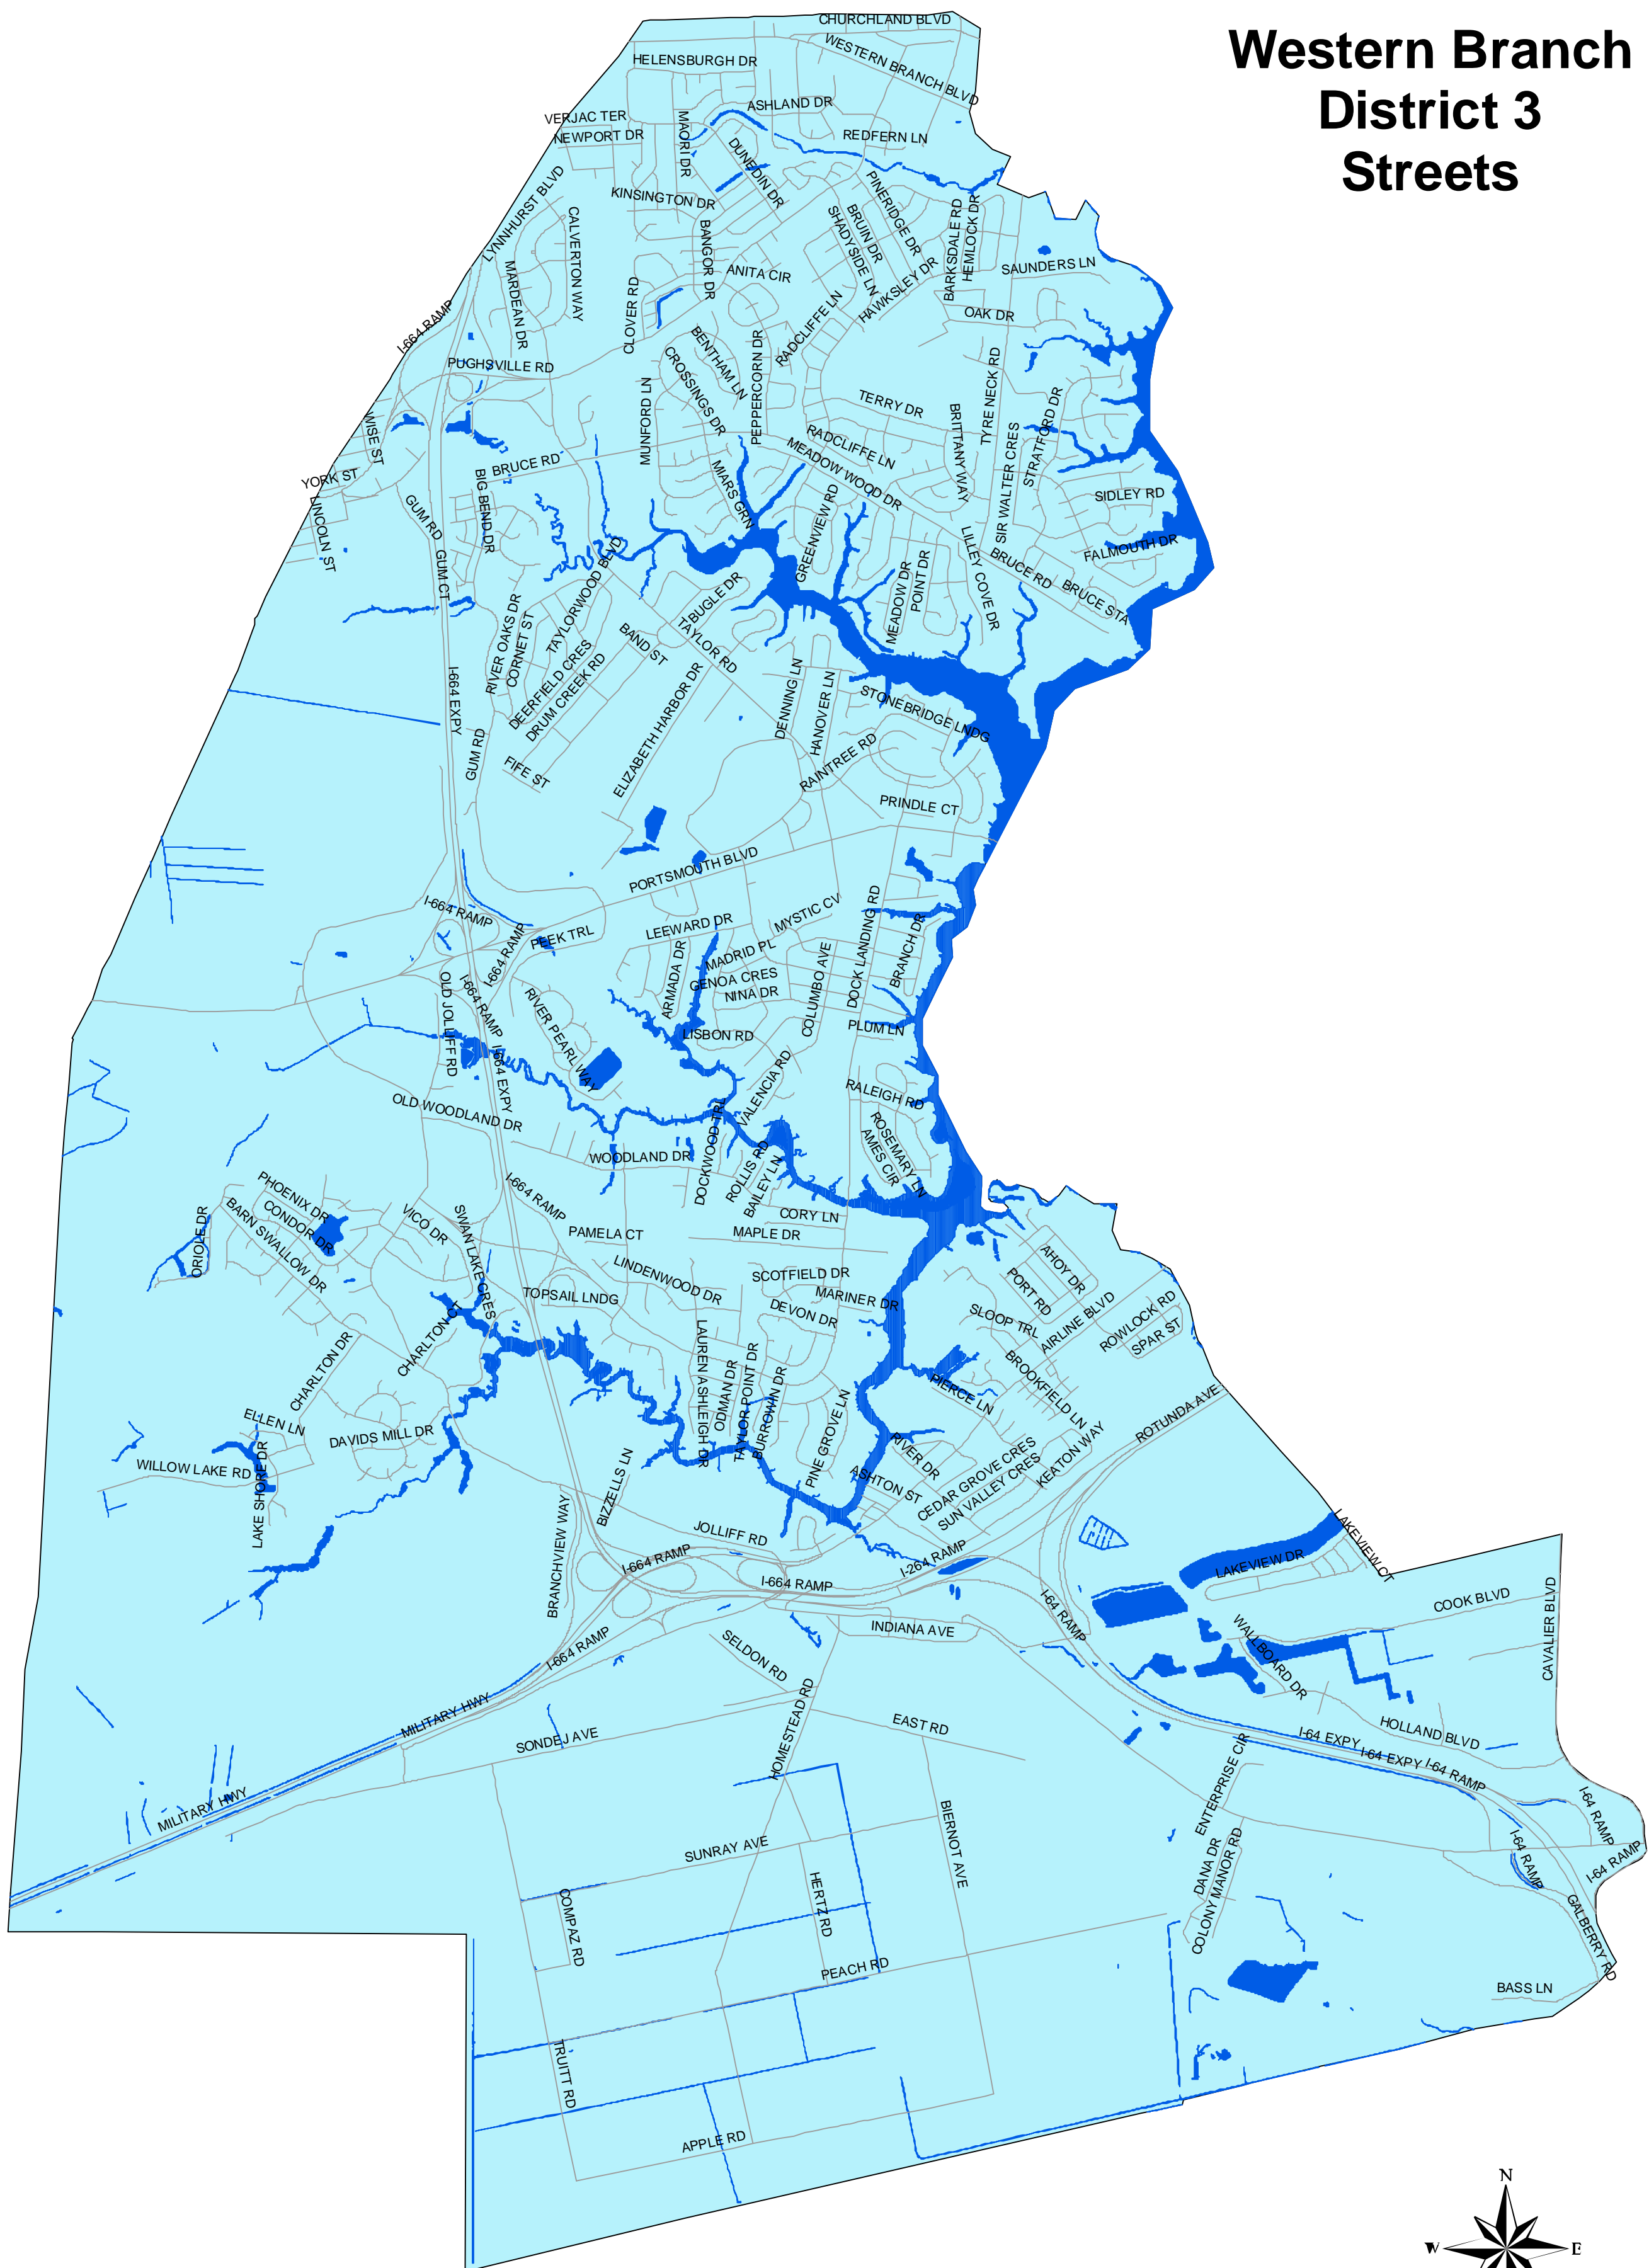 Western Branch
District 3
Streets
CHURCHLAND BLVD
WESTERN BRANCH BLVD
HELENSBURGH DR
ASHLAND DR
VERJAC TER
NEWPORT DR
MAORI DR
REDFERN LN
DUNEDIN DR
KINSINGTON DR
PINERIDGE DR
LYNNHURST BLVD
CALVERTON WAY
BANGOR DR
BRUIN DR
SHADYSIDE LN
BARKSDALE RD
HEMLOCK DR
MARDEAN DR
ANITA CIR
HAWKSLEY DR
SAUNDERS LN
I-664 RAMP
CLOVER RD
RADCLIFFE LN
OAK DR
PUGHSVILLE RD
BENTHAM LN
CROSSINGS DR
PEPPERCORN DR
TYRE NECK RD
WISE ST
MUNFORD LN
TERRY DR
BRITTANY WAY
STRATFORD DR
YORK ST
BRUCE RD
RADCLIFFE LN
MEADOW WOOD DR
SIR WALTER CRES
LINCOLN ST
GUM RD
BIG BEND DR
MIARS GRN
SIDLEY RD
GUM CT
GREENVIEW RD
LILLEY COVE DR
FALMOUTH DR
BRUCE RD
BRUCE STA
TAYLORWOOD BLVD
MEADOW DR
POINT DR
RIVER OAKS DR
CORNET ST
BUGLE DR
BAND ST
TAYLOR RD
DEERFIELD CRES
DRUM CREEK RD
I-664 EXPY
GUM RD
FIFE ST
ELIZABETH HARBOR DR
DENNING LN
HANOVER LN
STONEBRIDGE LNDG
RAINTREE RD
PRINDLE CT
PORTSMOUTH BLVD
I-664 RAMP
PEEK TRL
I-664 RAMP
LEEWARD DR
MYSTIC CV
DOCK LANDING RD
BRANCH DR
ARMADA DR
MADRID PL
GENOA CRES
NINA DR
COLUMBO AVE
OLD JOLLIFF RD
I-664 RAMP
RIVER PEARL WAY
LISBON RD
PLUM LN
I-664 EXPY
VALENCIA RD
RALEIGH RD
OLD WOODLAND DR
ROSEMARY LN
AMES CIR
WOODLAND DR
DOCKWOOD TRL
ROLLIS RD
BAILEY LN
I-664 RAMP
PHOENIX DR
CONDOR DR
BARN SWALLOW DR
ORIOLE DR
VICO DR
SWAN LAKE CRES
CORY LN
PAMELA CT
MAPLE DR
AHOY DR
PORT RD
LINDENWOOD DR
SCOTFIELD DR
MARINER DR
TOPSAIL LNDG
DEVON DR
SLOOP TRL
AIRLINE BLVD
ROWLOCK RD
SPAR ST
CHARLTON CT
CHARLTON DR
LAUREN ASHLEIGH DR
ODMAN DR
TAYLOR POINT DR
BURROWIN DR
PINE GROVE LN
BROOKFIELD LN
PIERCE LN
ELLEN LN
DAVIDS MILL DR
ROTUNDA AVE
WILLOW LAKE RD
LAKE SHORE DR
RIVER DR
ASHTON ST
CEDAR GROVE CRES
SUN VALLEY CRES
KEATON WAY
BIZZELLS LN
BRANCHVIEW WAY
JOLLIFF RD
I-664 RAMP
I-264 RAMP
I-664 RAMP
LAKEVIEW CT
LAKEVIEW DR
I-64 RAMP
COOK BLVD
CAVALIER BLVD
INDIANA AVE
WALLBOARD DR
SELDON RD
I-664 RAMP
MILITARY HWY
HOMESTEAD RD
EAST RD
SONDEJ AVE
HOLLAND BLVD
I-64 EXPY
I-64 EXPY
I-64 RAMP
ENTERPRISE CIR
MILITARY HWY
I-64 RAMP
BIERNOT AVE
SUNRAY AVE
I-64 RAMP
I-64 RAMP
DANA DR
COLONY MANOR RD
HERTZ RD
COMPAZ RD
GALBERRY RD
PEACH RD
BASS LN
TRUITT RD
APPLE RD
N
W
E